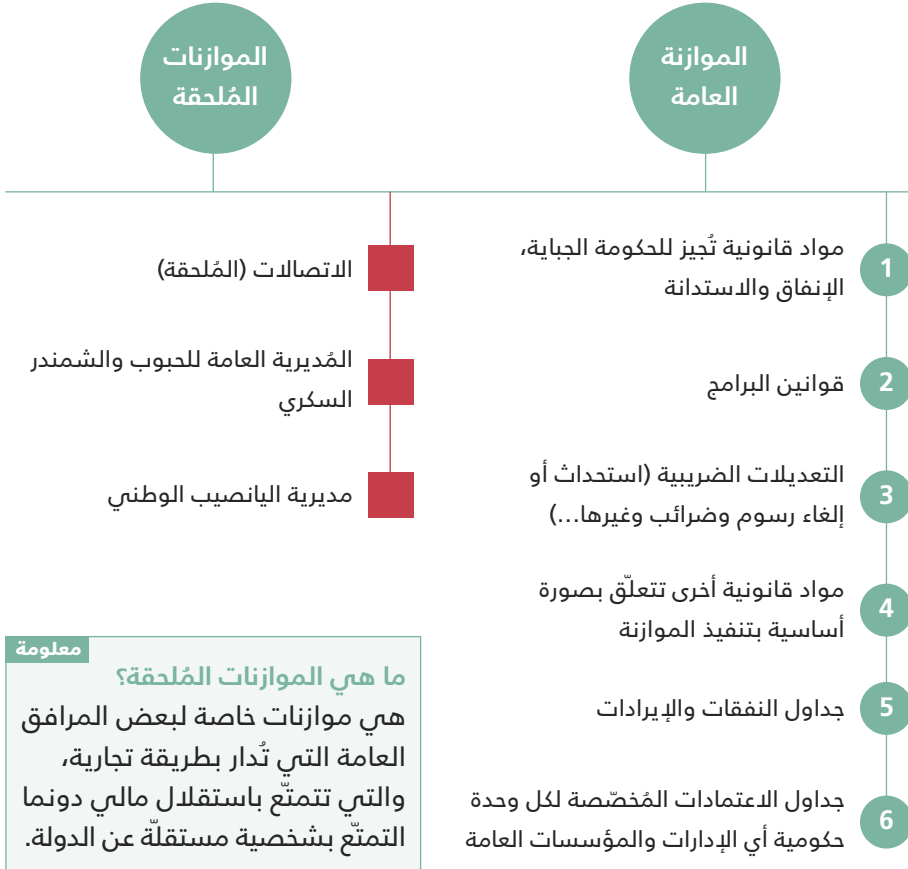 الموازنة
العامة
1
مواد قانونية تُجيز للحكومة الجباية،
الإنفاق والاستدانة
2
قوانين البرامج
3
التعديلات الضريبية (استحداث أو
إلغاء رسوم وضرائب وغيرها...)
4
مواد قانونية أخرى تتعلّق بصورة
أساسية بتنفيذ الموازنة
5
جداول النفقات والإيرادات
6
جداول الاعتمادات المُخصّصة لكل وحدة
حكومية أي الإدارات والمؤسسات العامة
الموازنات
المُلحقة
الاتصالات (المُلحقة)
المُديرية العامة للحبوب والشمندر
السكري
مديرية اليانصيب الوطني
معلومة
ما هي الموازنات المُلحقة؟
هي موازنات خاصة لبعض المرافق
العامة التي تُدار بطريقة تجارية،
والتي تتمتّع باستقلال مالي دونما
التمتّع بشخصية مستقلّة عن الدولة.